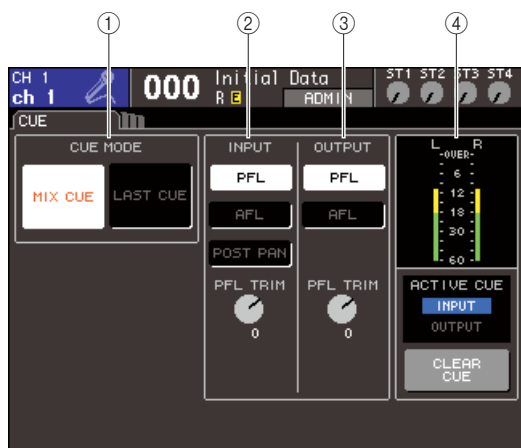 ① ② ③ ④
CH 1
ch 1
000
Initial Data
R E ADMIN
ST1 ST2 ST3 ST4
CUE
CUE MODE
MIX CUE
LAST CUE
INPUT
PFL
AFL
POST PAN
PFL TRIM
0
OUTPUT
PFL
AFL
PFL TRIM
0
L R
-OVER-
6
12
18
30
60
ACTIVE CUE
INPUT
OUTPUT
CLEAR
CUE